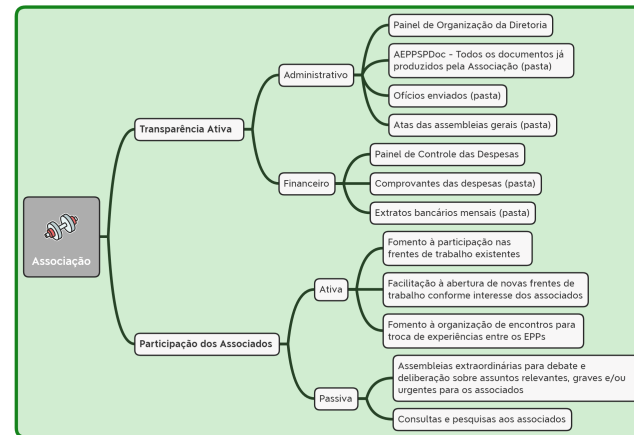 Associação
Transparência Ativa
Administrativo
Painel de Organização da Diretoria
AEPPSPDoc - Todos os documentos já
produzidos pela Associação (pasta)
Ofícios enviados (pasta)
Atas das assembleias gerais (pasta)
Financeiro
Painel de Controle das Despesas
Comprovantes das despesas (pasta)
Extratos bancários mensais (pasta)
Participação dos Associados
Ativa
Fomento à participação nas
frentes de trabalho existentes
Facilitação à abertura de novas frentes de
trabalho conforme interesse dos associados
Fomento à organização de encontros para
troca de experiências entre os EPPs
Passiva
Assembleias extraordinárias para debate e
deliberação sobre assuntos relevantes, graves e/ou
urgentes para os associados
Consultas e pesquisas aos associados